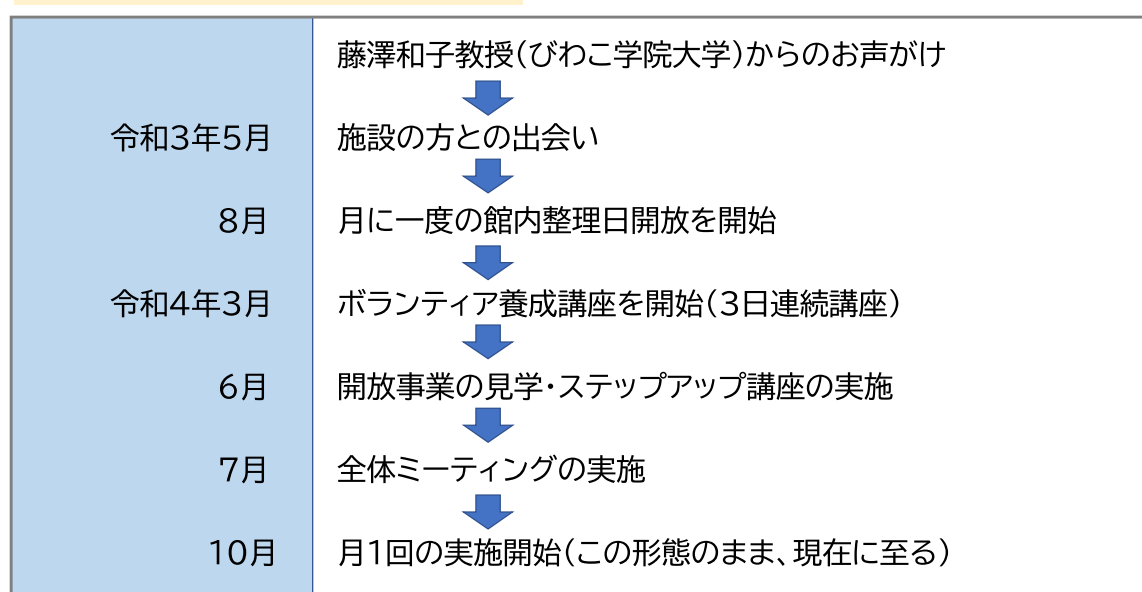 藤澤和子教授（びわこ学院大学）からのお声がけ
令和3年5月 施設の方との出会い
8月 月に一度の館内整理日開放を開始
令和4年3月 ボランティア養成講座を開始（3日連続講座）
6月 開放事業の見学・ステップアップ講座の実施
7月 全体ミーティングの実施
10月 月1回の実施開始（この形態のまま、現在に至る）